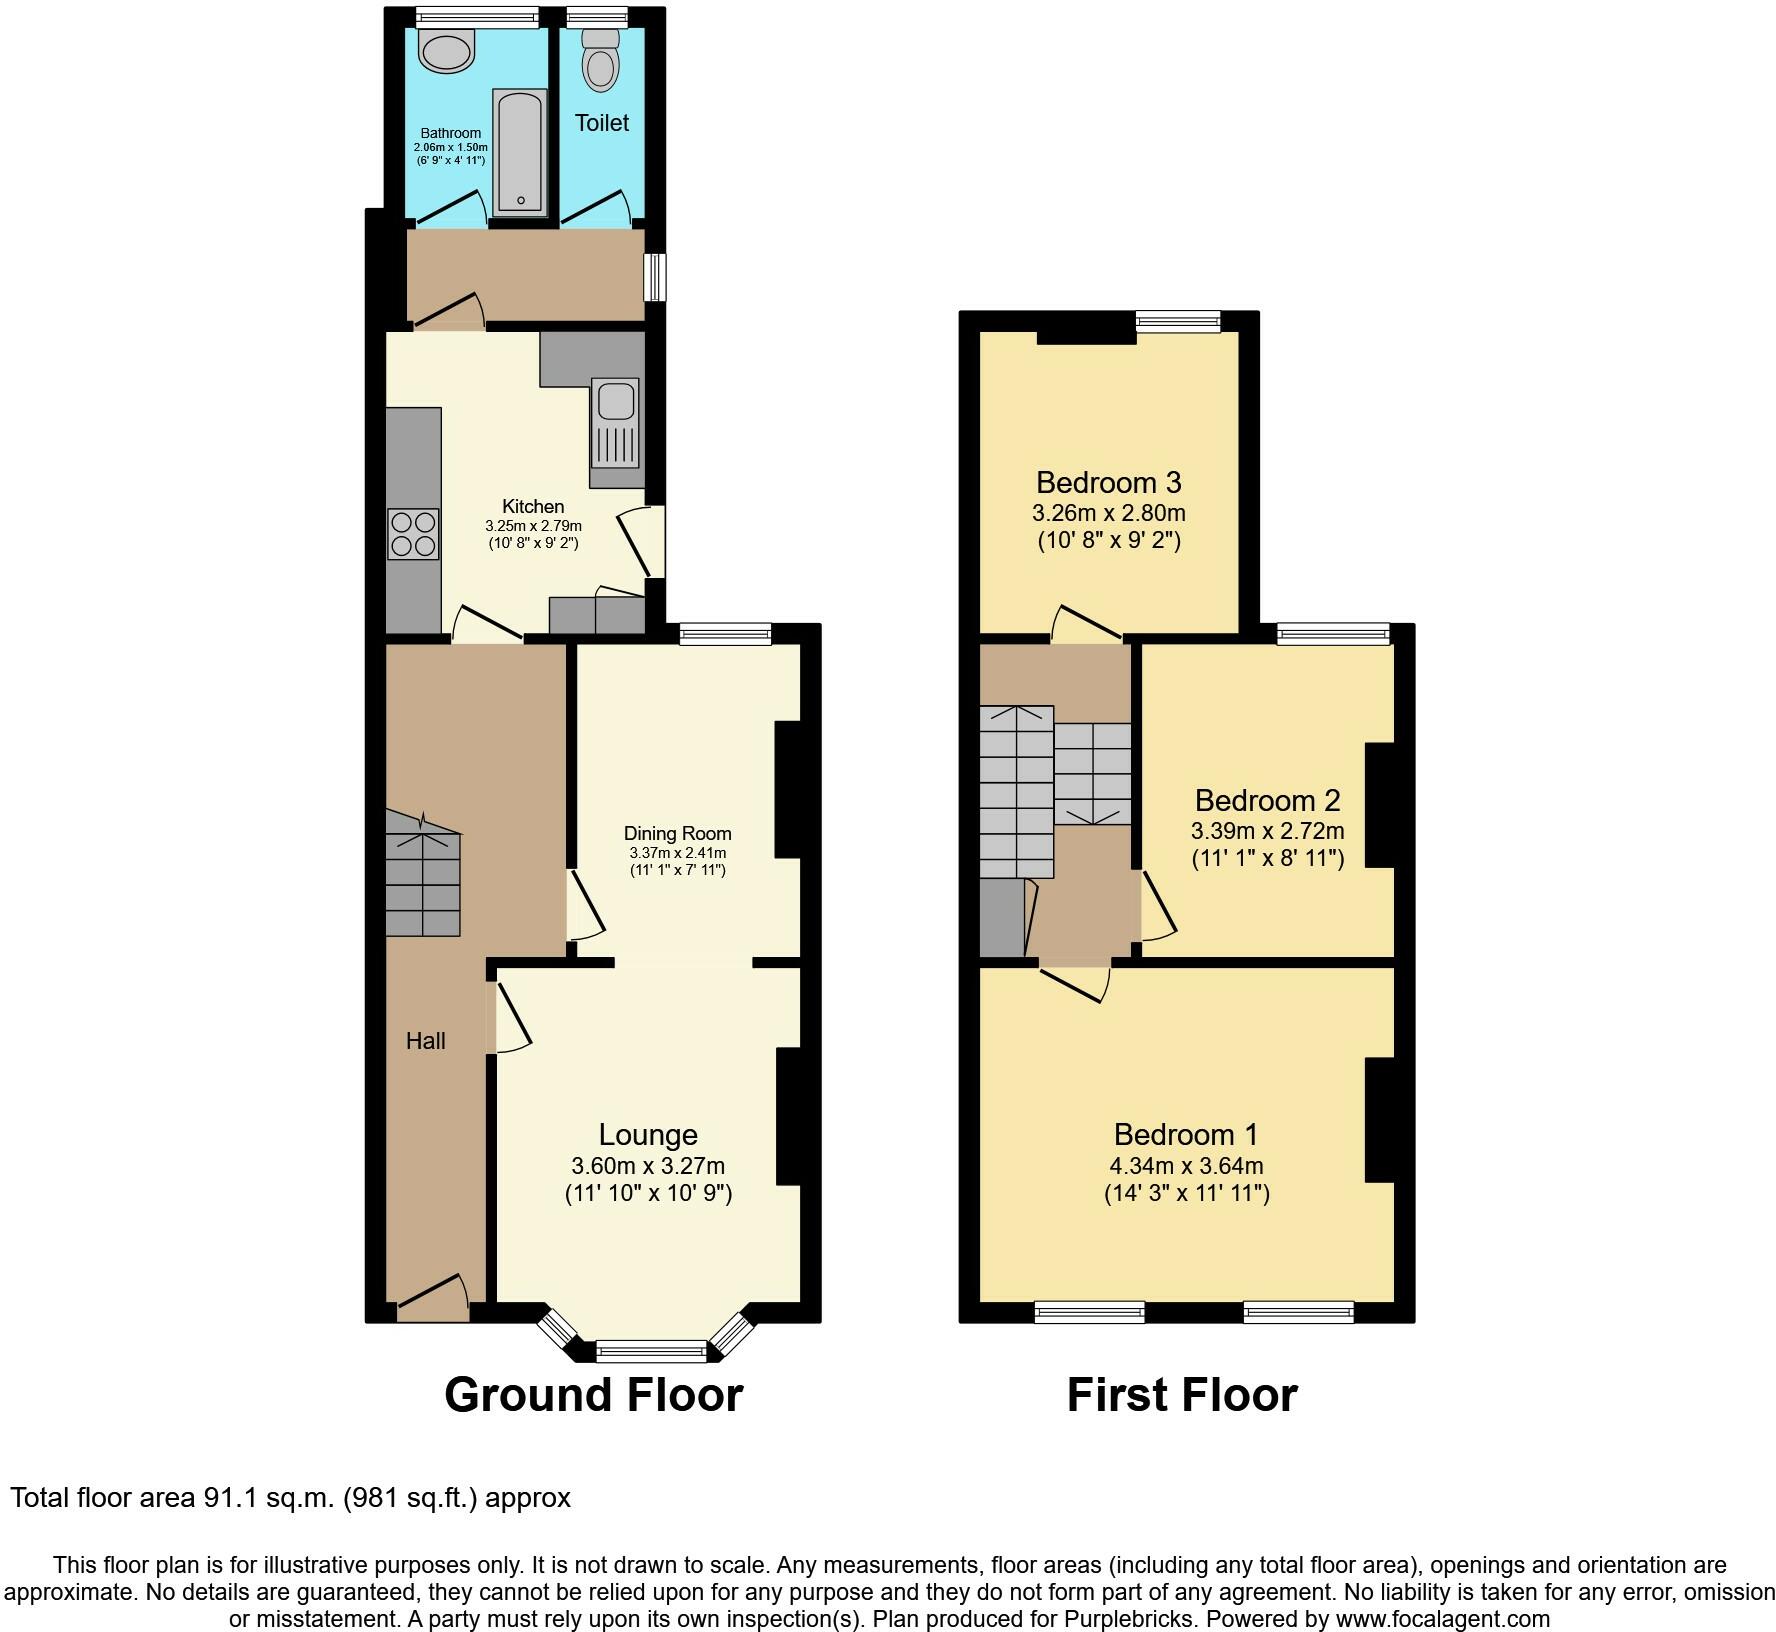 Bathroom
2.06m x 1.50m
(6' 9" x 4' 11")
Toilet
Kitchen
3.25m x 2.79m
(10' 8" x 9' 2")
Dining Room
3.37m x 2.41m
(11' 1" x 7' 11")
Hall
Lounge
3.60m x 3.27m
(11' 10" x 10' 9")
Ground Floor
Bedroom 3
3.26m x 2.80m
(10' 8" x 9' 2")
Bedroom 2
3.39m x 2.72m
(11' 1" x 8' 11")
Bedroom 1
4.34m x 3.64m
(14' 3" x 11' 11")
First Floor
Total floor area 91.1 sq.m. (981 sq.ft.) approx
This floor plan is for illustrative purposes only. It is not drawn to scale. Any measurements, floor areas (including any total floor area), openings and orientation are
approximate. No details are guaranteed, they cannot be relied upon for any purpose and they do not form part of any agreement. No liability is taken for any error, omission
or misstatement. A party must rely upon its own inspection(s). Plan produced for Purplebricks. Powered by www.focalagent.com